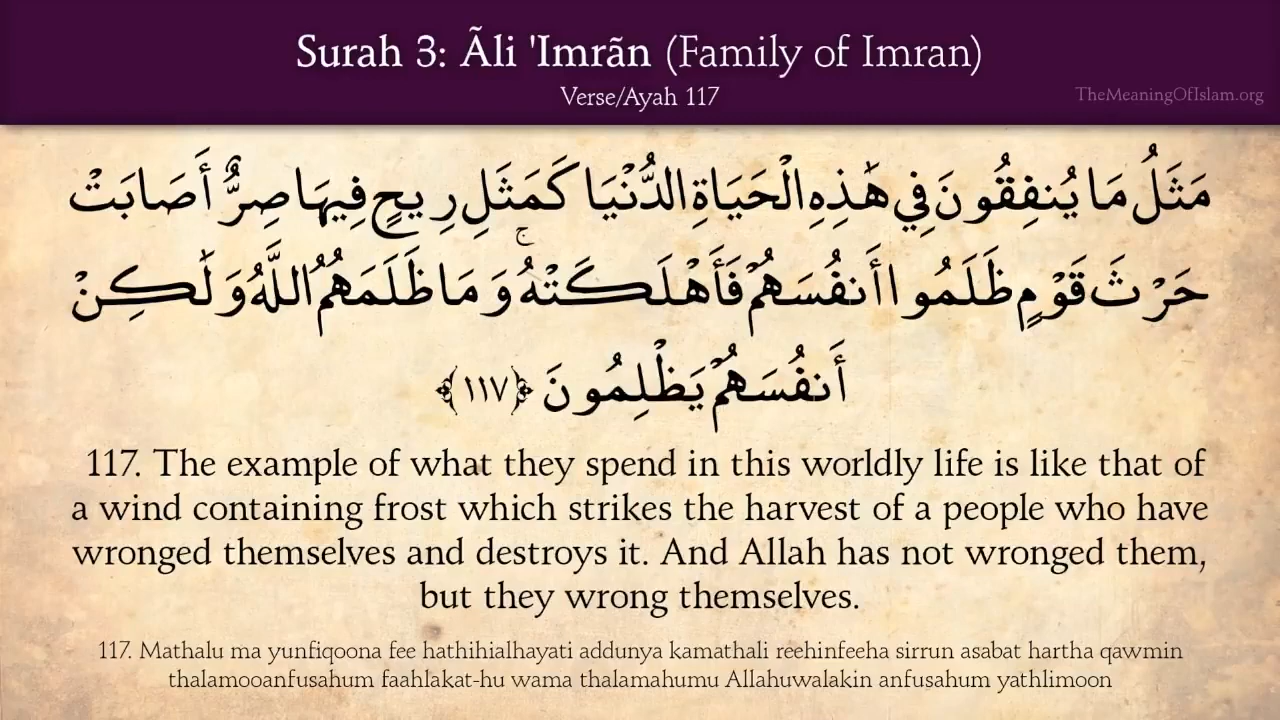 Surah 3: Ãli 'Imrãn (Family of Imran)
Verse/Ayah 117
TheMeaningOfIslam.org
مَثَلُ مَا يُنفِقُونَ فِي هَٰذِهِ الْحَيَاةِ الدُّنْيَا كَمَثَلِ رِيحٍ فِيهَا صِرٌّ أَصَابَتْ
حَرْثَ قَوْمٍ ظَلَمُوا أَنفُسَهُمْ فَأَهْلَكَتْهُ ۚ وَمَا ظَلَمَهُمُ اللَّهُ وَلَٰكِنْ
أَنفُسَهُمْ يَظْلِمُونَ ﴿١١٧﴾
117. The example of what they spend in this worldly life is like that of
a wind containing frost which strikes the harvest of a people who have
wronged themselves and destroys it. And Allah has not wronged them,
but they wrong themselves.
117. Mathalu ma yunfiqoona fee hathihialhayati addunya kamathali reehinfeeha sirrun asabat hartha qawmin
thalamooanfusahum faahlakat-hu wama thalamahumu Allahuwalakin anfusahum yathlimoon